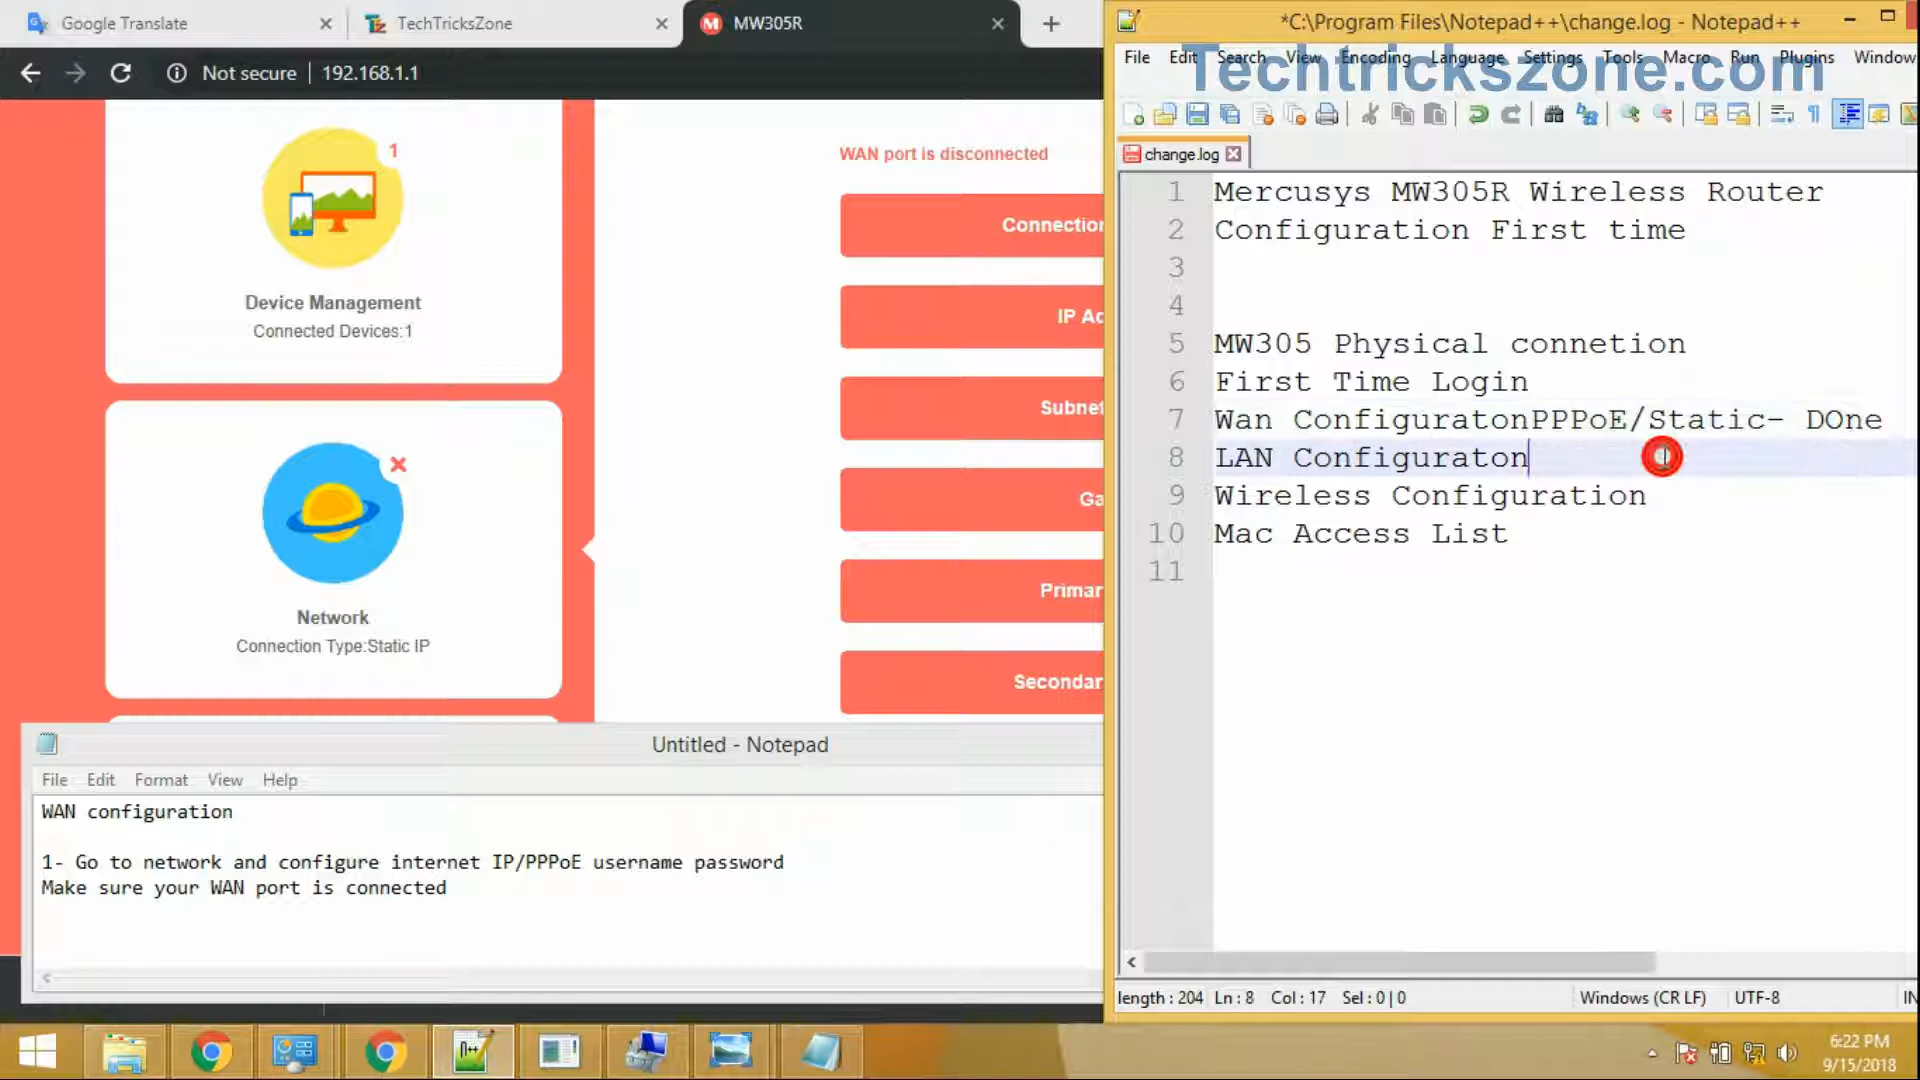 Google Translate
TechTricksZone
MW305R
Not secure
192.168.1.1
1
Device Management
Connected Devices:1
Network
Connection Type:Static IP
WAN port is disconnected
Connection
IP Ad
Subnet
Ga
Primar
Secondar
Untitled - Notepad
File Edit Format View Help
WAN configuration
1- Go to network and configure internet IP/PPPoE username password
Make sure your WAN port is connected
*C:\Program Files\Notepad++\change.log - Notepad++
File Edit Search View Encoding Language Settings Tools Macro Run Plugins Window
Techtrickszone.com
change.log
1 Mercusys MW305R Wireless Router
2 Configuration First time
3
4
5 MW305 Physical connetion
6 First Time Login
7 Wan ConfiguratonPPPoE/Static- DOne
8 LAN Configuraton
9 Wireless Configuration
10 Mac Access List
11
length : 204 Ln : 8 Col : 17 Sel : 0 | 0 Windows (CR LF) UTF-8 IN
6:22 PM
9/15/2018